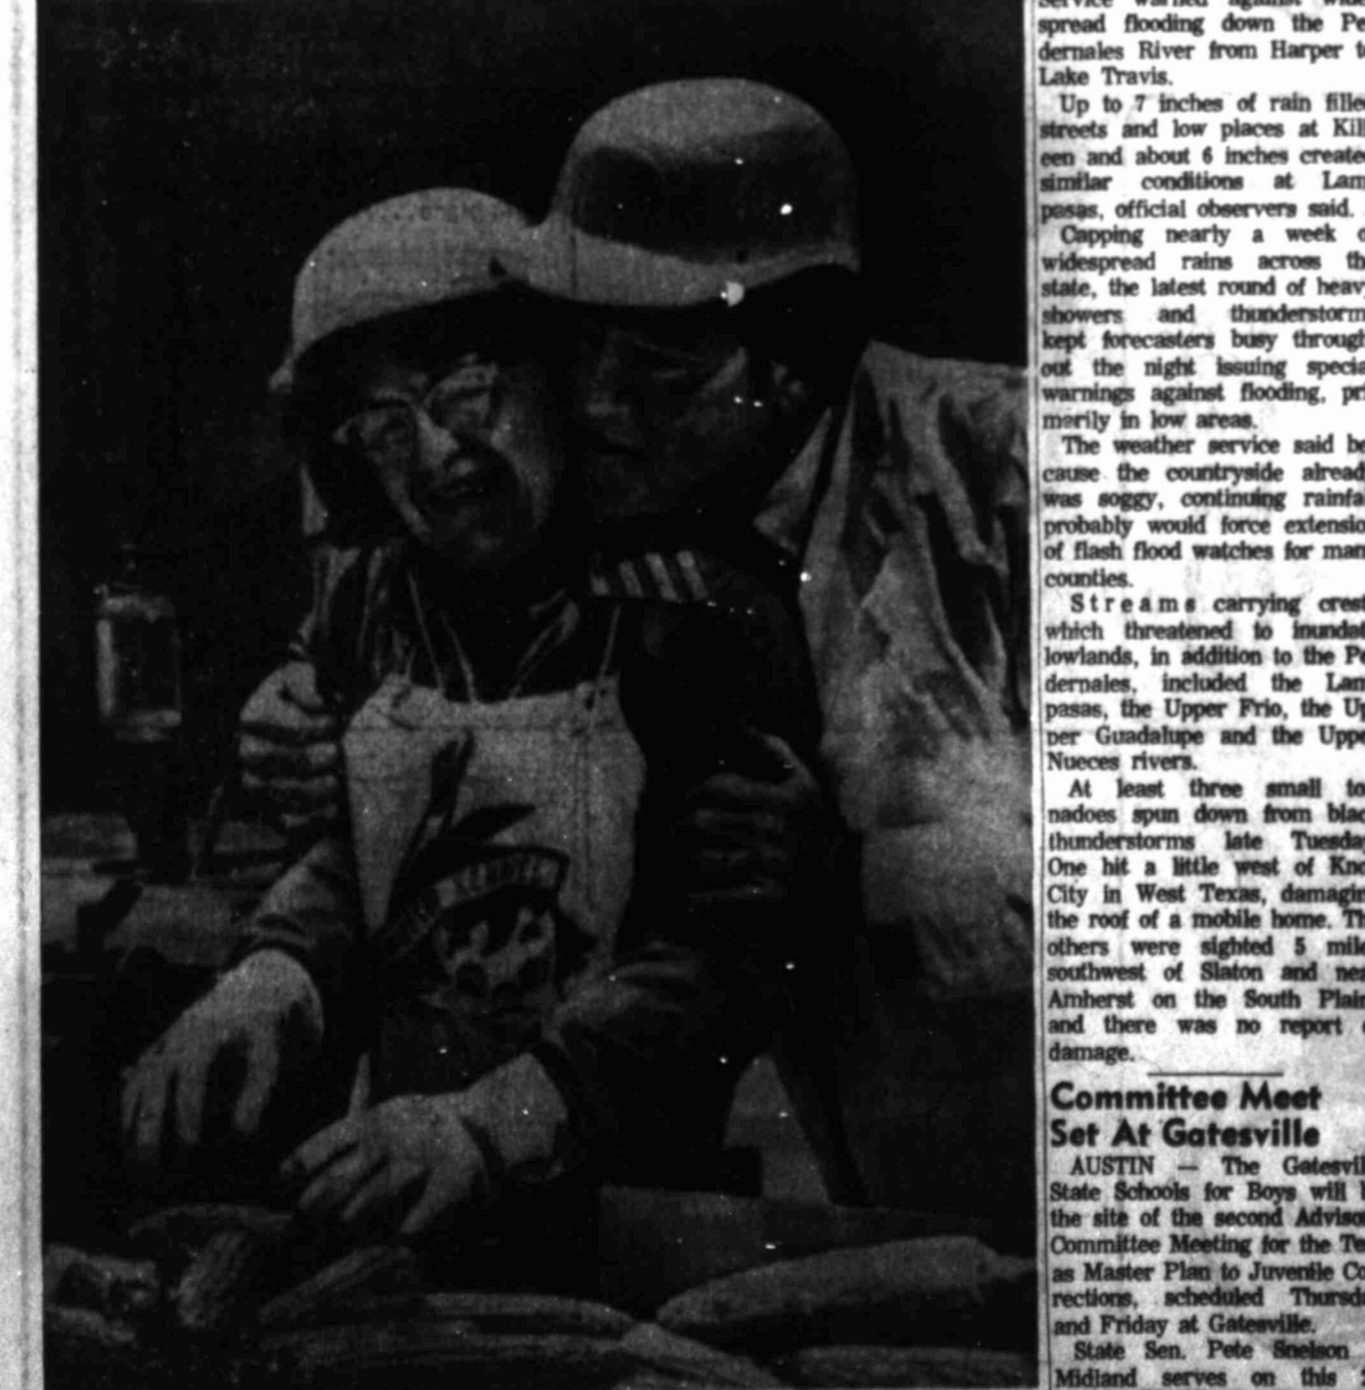 spread flooding down the Pe
dernales River from Harper t
Lake Travis.
Up to 7 inches of rain fille
streets and low places at Kill
een and about 6 inches create
similar conditions at Lam
pasas, official observers said.
Capping nearly a week o
widespread rains across th
state, the latest round of heav
showers and thunderstorm
kept forecasters busy through
out the night issuing specia
warnings against flooding, pri
marily in low areas.
The weather service said be
cause the countryside alread
was soggy, continuing rainfa
probably would force extensio
of flash flood watches for man
counties.
Streams carrying crest
which threatened to inundat
lowlands, in addition to the Pe
dernales, included the Lam
pasas, the Upper Frio, the Up
per Guadalupe and the Uppe
Nueces rivers.
At least three small to
nadoes spun down from blac
thunderstorms late Tuesday
One hit a little west of Kno
City in West Texas, damagin
the roof of a mobile home. Th
others were sighted 5 mile
southwest of Slaton and nea
Amherst on the South Plain
and there was no report
damage.
Committee Meet
Set At Gatesville
AUSTIN — The Gatesvil
State Schools for Boys will
the site of the second Adviso
Committee Meeting for the Te
as Master Plan to Juvenile Co
rections, scheduled Thursda
and Friday at Gatesville.
State Sen. Pete Snelson
Midland serves on this